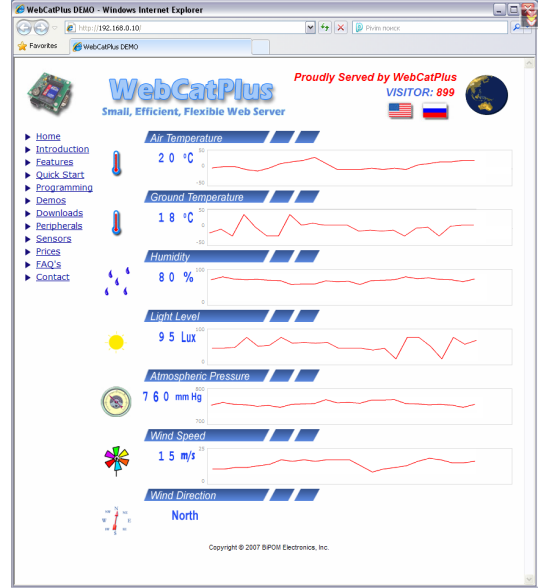 WebCatPlus DEMO - Windows Internet Explorer
http://192.168.0.10/
Favorites WebCatPlus DEMO
WebCatPlus
Small, Efficient, Flexible Web Server
Proudly Served by WebCatPlus
VISITOR: 899
Home
Introduction
Features
Quick Start
Programming
Demos
Downloads
Peripherals
Sensors
Prices
FAQ's
Contact
Air Temperature
20 °C
50
0
-50
Ground Temperature
18 °C
50
0
-50
Humidity
80 %
100
0
Light Level
95 Lux
100
0
Atmospheric Pressure
760 mm Hg
800
700
Wind Speed
15 m/s
0
Wind Direction
North
N
W E
S
Copyright © 2007 BiPOM Electronics, Inc.